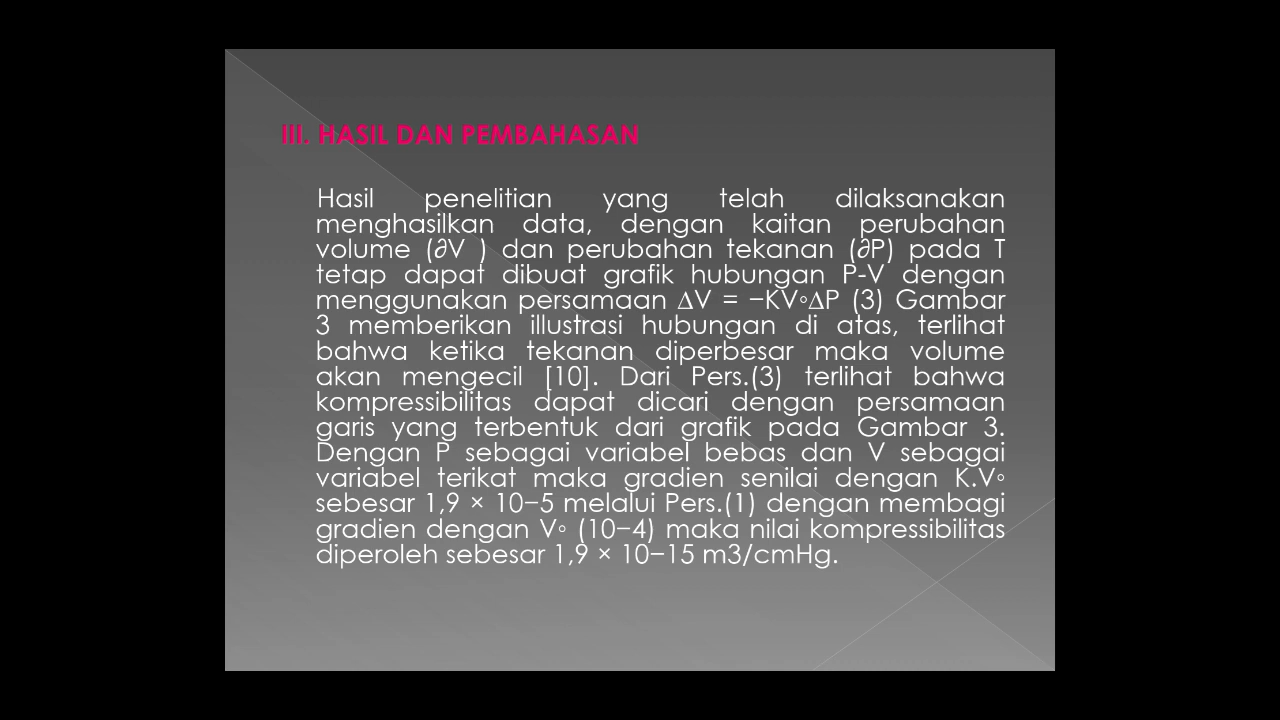 III. HASIL DAN PEMBAHASAN
Hasil penelitian yang telah dilaksanakan
menghasilkan data, dengan kaitan perubahan
volume (∂V ) dan perubahan tekanan (∂P) pada T
tetap dapat dibuat grafik hubungan P-V dengan
menggunakan persamaan ∆V = −KV◦∆P (3) Gambar
3 memberikan illustrasi hubungan di atas, terlihat
bahwa ketika tekanan diperbesar maka volume
akan mengecil [10]. Dari Pers.(3) terlihat bahwa
kompressibilitas dapat dicari dengan persamaan
garis yang terbentuk dari grafik pada Gambar 3.
Dengan P sebagai variabel bebas dan V sebagai
variabel terikat maka gradien senilai dengan K.V◦
sebesar 1,9 × 10−5 melalui Pers.(1) dengan membagi
gradien dengan V◦ (10−4) maka nilai kompressibilitas
diperoleh sebesar 1,9 × 10−15 m3/cmHg.